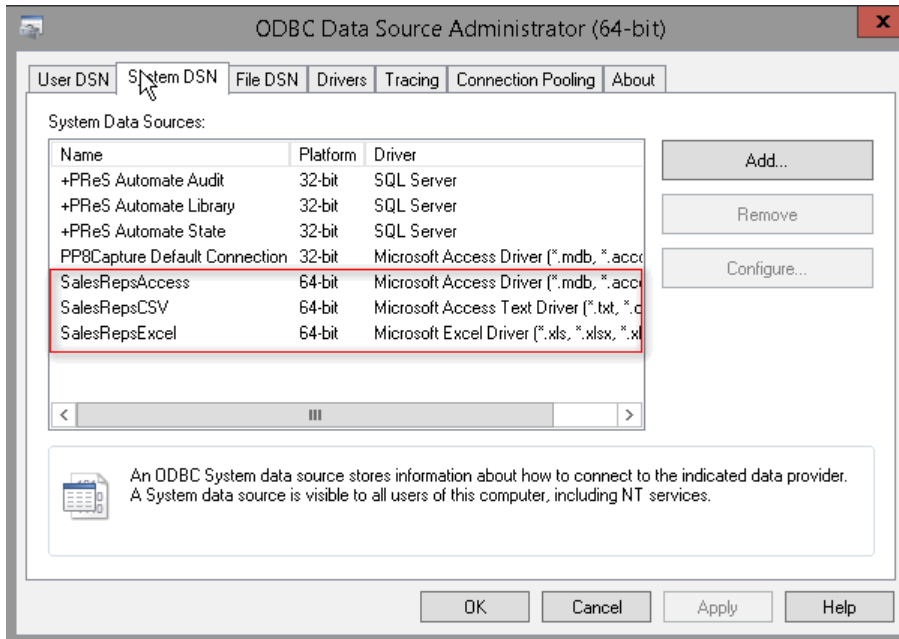 ODBC Data Source Administrator (64-bit)
x
User DSN System DSN File DSN Drivers Tracing Connection Pooling About
System Data Sources:
Name Platform Driver
+PReS Automate Audit 32-bit SQL Server
+PReS Automate Library 32-bit SQL Server
+PReS Automate State 32-bit SQL Server
PP8Capture Default Connection 32-bit Microsoft Access Driver (*.mdb, *.accd
SalesRepsAccess 64-bit Microsoft Access Driver (*.mdb, *.accd
SalesRepsCSV 64-bit Microsoft Access Text Driver (*.txt, *.c
SalesRepsExcel 64-bit Microsoft Excel Driver (*.xls, *.xlsx, *.xl
Add...
Remove
Configure...
An ODBC System data source stores information about how to connect to the indicated data provider.
A System data source is visible to all users of this computer, including NT services.
OK Cancel Apply Help